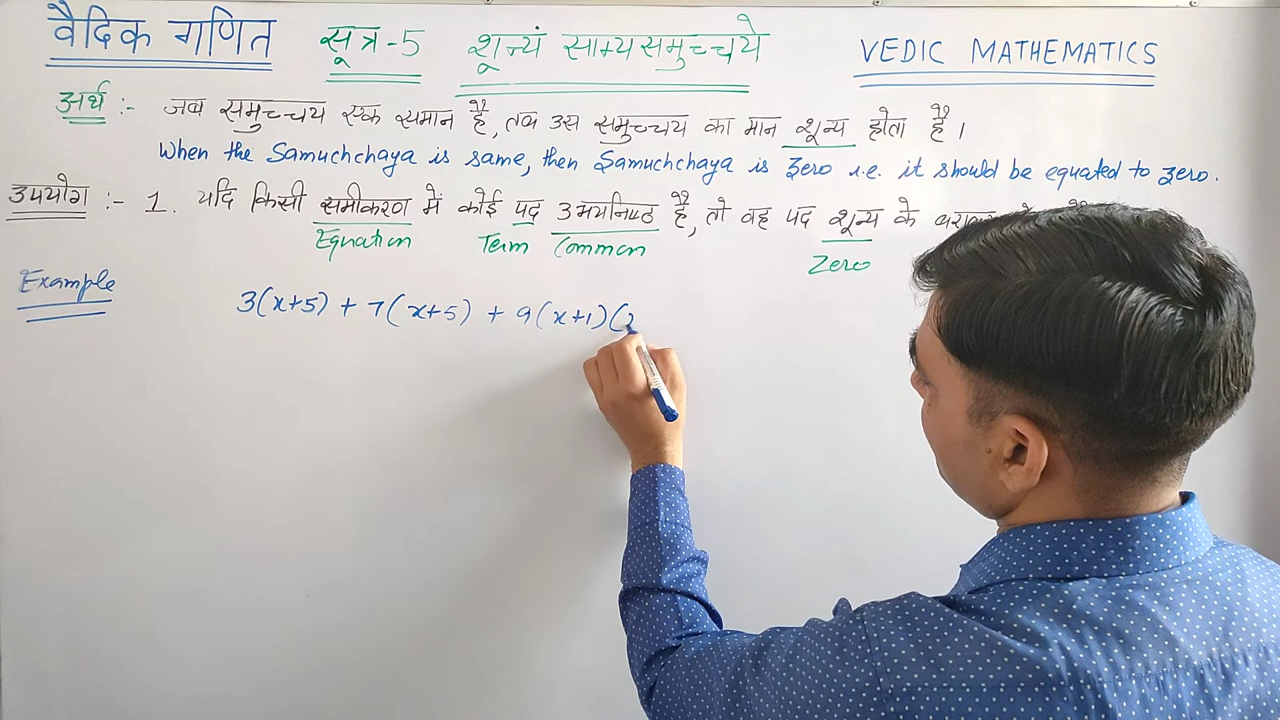 वैदिक गणित सूत्र-5 शून्यं साम्यसमुच्चये VEDIC MATHEMATICS
अर्थ :- जब समुच्चय एक समान है, तब उस समुच्चय का मान शून्य होता है।
When the Samuchchaya is same, then Samuchchaya is zero i.e. it should be equated to zero.
उपयोग :- 1. यदि किसी समीकरण में कोई पद उभयनिष्ठ है, तो वह पद शून्य के
Equation Term Common Zero
Example 3(x+5) + 7(x+5) + 9(x+1)(